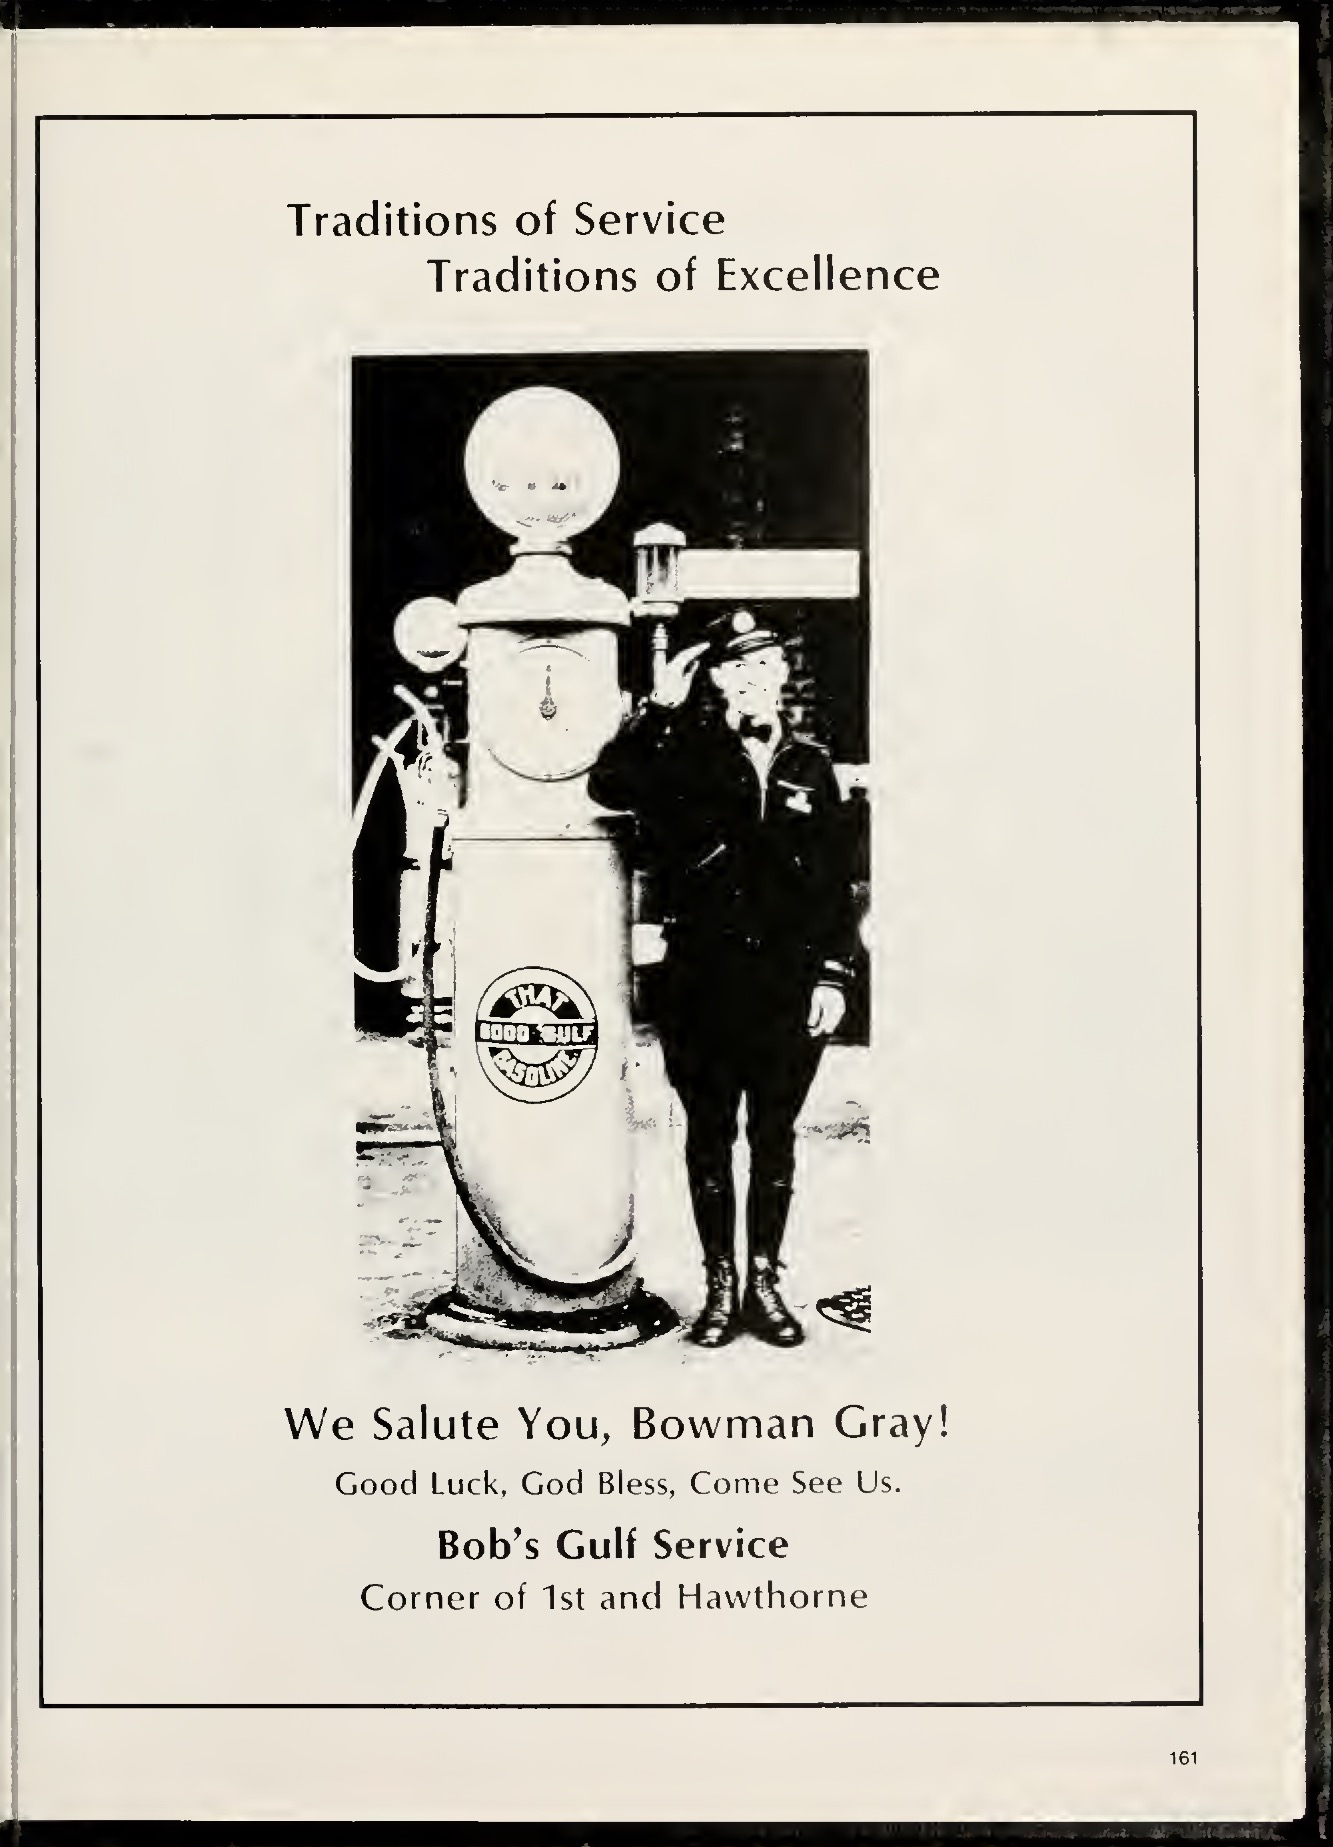 Traditions of Service
Traditions of Excellence
THAT
GOOD GULF
GASOLINE
We Salute You, Bowman Gray!
Good Luck, God Bless, Come See Us.
Bob's Gulf Service
Corner of 1st and Hawthorne
161